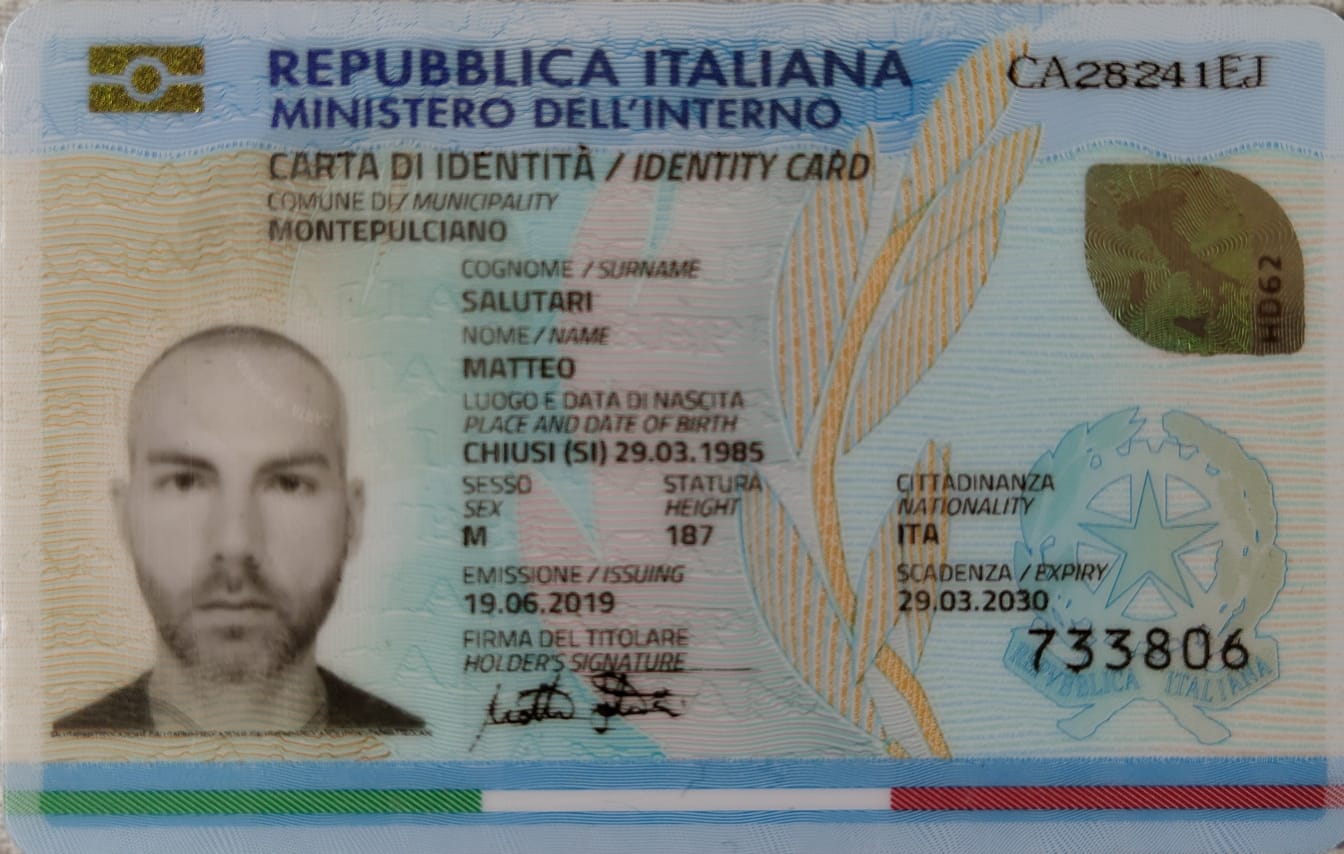 REPUBBLICA ITALIANA
CA28241EJ
MINISTERO DELL'INTERNO
CARTA DI IDENTITÀ / IDENTITY CARD
COMUNE DI / MUNICIPALITY
MONTEPULCIANO
COGNOME / SURNAME
SALUTARI
NOME / NAME
MATTEO
LUOGO E DATA DI NASCITA
PLACE AND DATE OF BIRTH
CHIUSI (SI) 29.03.1985
SESSO STATURA CITTADINANZA
SEX HEIGHT NATIONALITY
M 187 ITA
EMISSIONE / ISSUING SCADENZA / EXPIRY
19.06.2019 29.03.2030
FIRMA DEL TITOLARE
HOLDER'S SIGNATURE
733806
HD62
REPVBBLICA ITALIANA